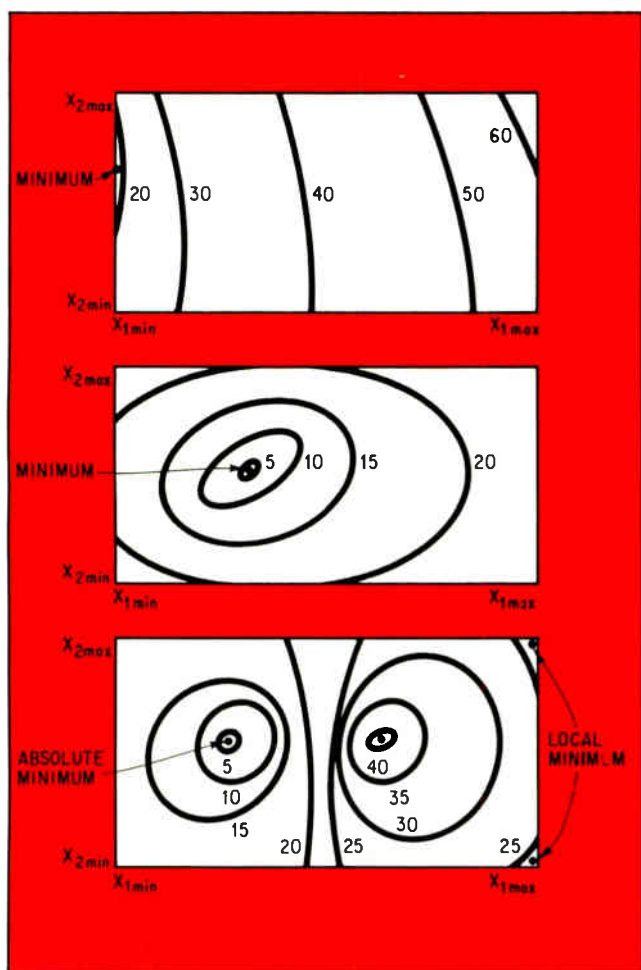 X2max
60
MINIMUM
20 30 40 50
X2min
X1min X1max
X2max
MINIMUM
5 10 15 20
X2min
X1min X1max
X2max
ABSOLUTE
MINIMUM
LOCAL
MINIMLM
5 40
10 35
15 30
20 25 25
X2min
X1min X1max